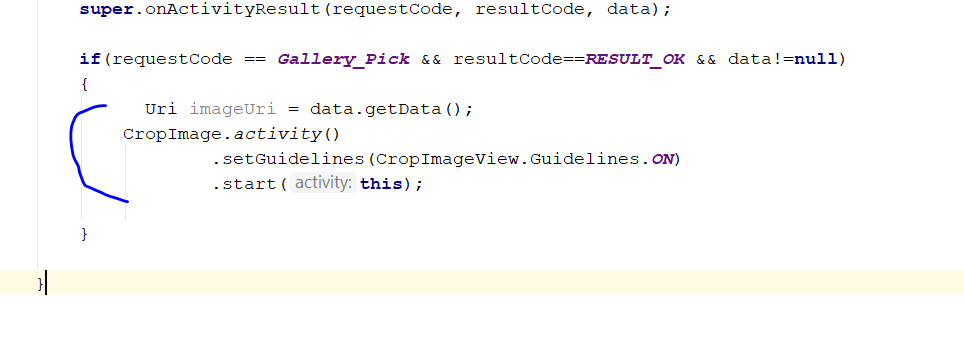 super.onActivityResult(requestCode, resultCode, data);
if(requestCode == Gallery_Pick && resultCode==RESULT_OK && data!=null)
{
Uri imageUri = data.getData();
CropImage.activity()
.setGuidelines(CropImageView.Guidelines.ON)
.start( activity: this);
}
}